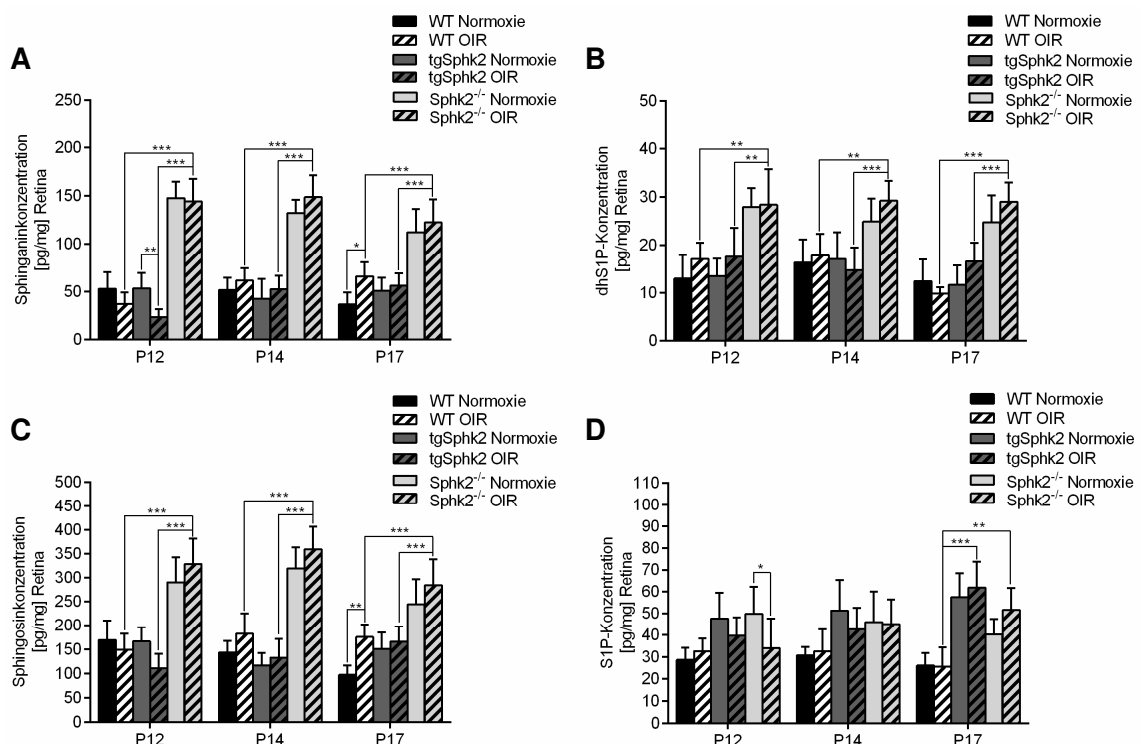 A
WT Normoxie
WT OIR
tgSphk2 Normoxie
tgSphk2 OIR
Sphk2-/- Normoxie
Sphk2-/- OIR
Sphinganinkonzentration
[pg/mg] Retina
250
200
150
100
50
0
***
***
**
***
***
***
***
*
P12
P14
P17
B
WT Normoxie
WT OIR
tgSphk2 Normoxie
tgSphk2 OIR
Sphk2-/- Normoxie
Sphk2-/- OIR
dhS1P-Konzentration
[pg/mg] Retina
50
40
30
20
10
0
**
**
**
***
***
***
P12
P14
P17
C
WT Normoxie
WT OIR
tgSphk2 Normoxie
tgSphk2 OIR
Sphk2-/- Normoxie
Sphk2-/- OIR
Sphingosinkonzentration
[pg/mg] Retina
500
450
400
350
300
250
200
150
100
50
0
***
***
***
***
***
***
**
P12
P14
P17
D
WT Normoxie
WT OIR
tgSphk2 Normoxie
tgSphk2 OIR
Sphk2-/- Normoxie
Sphk2-/- OIR
S1P-Konzentration
[pg/mg] Retina
110
100
90
80
70
60
50
40
30
20
10
0
*
**
***
P12
P14
P17